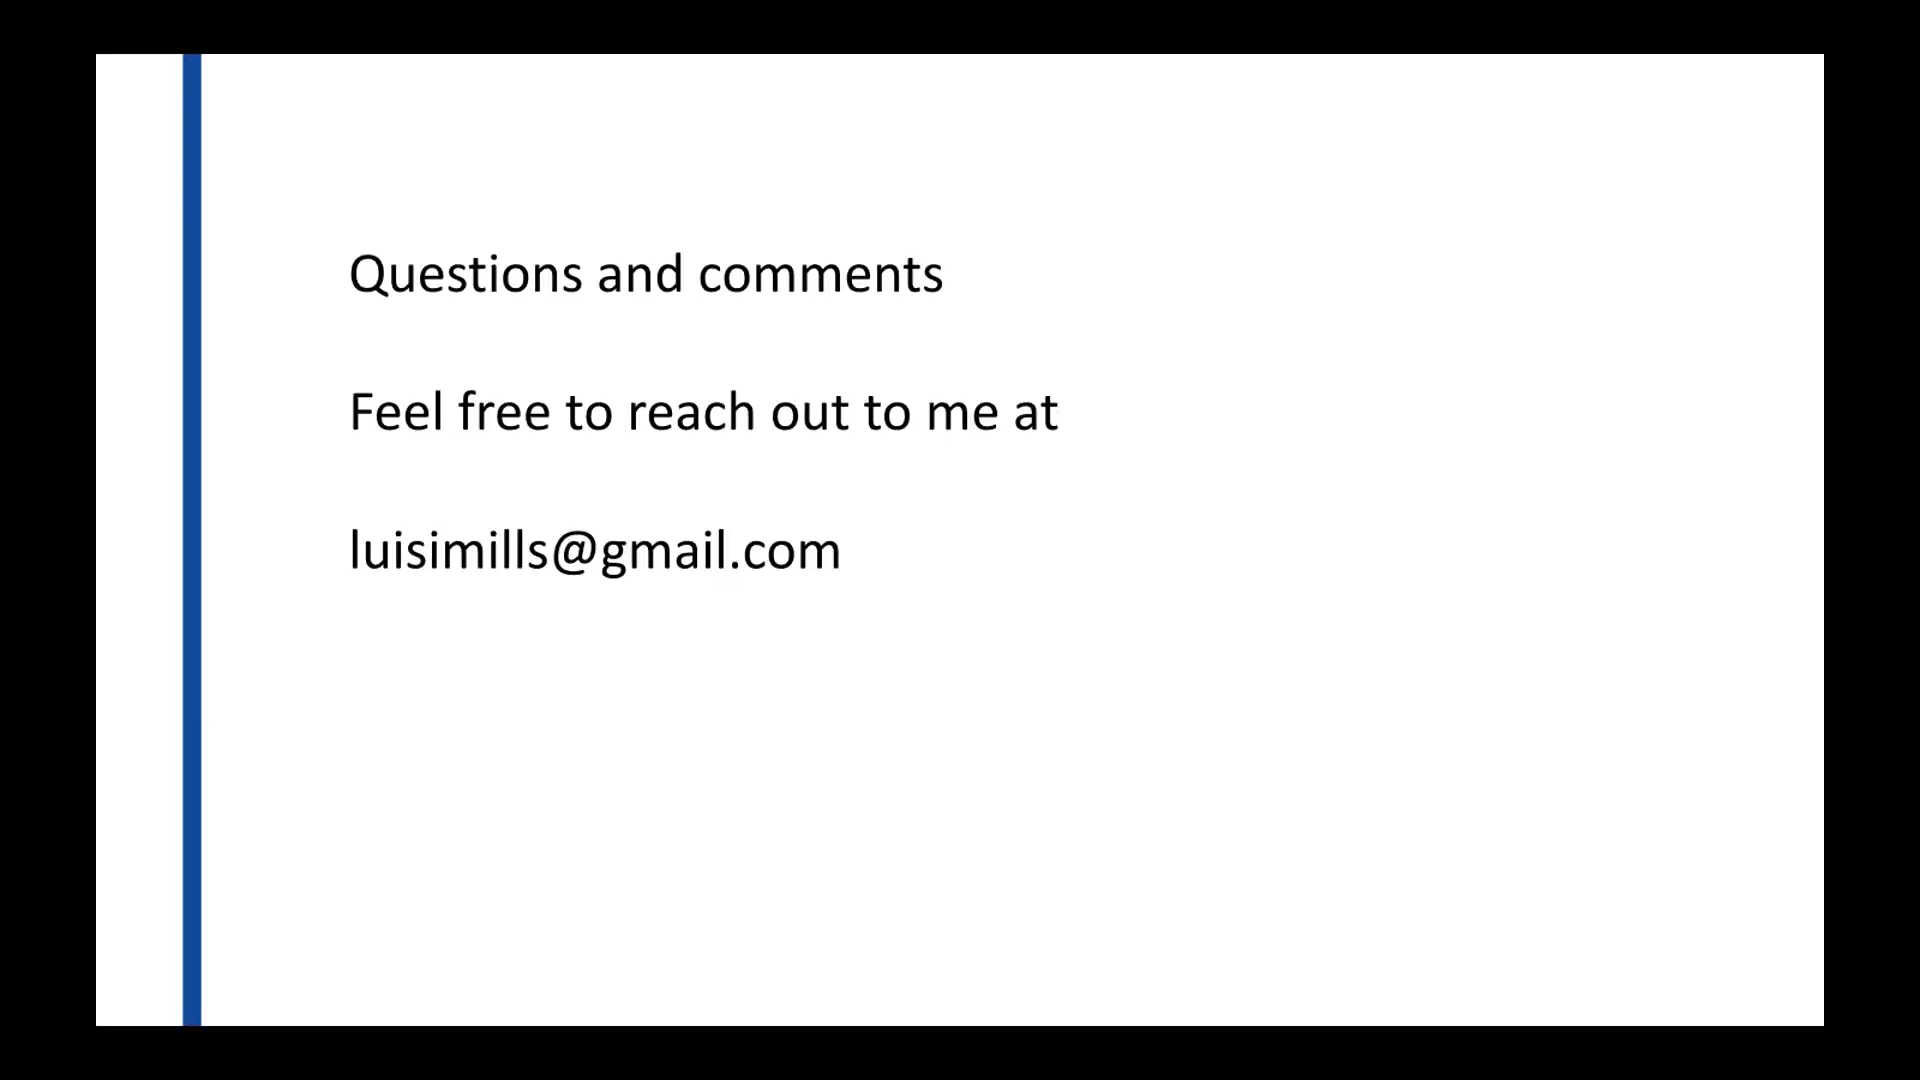 Questions and comments
Feel free to reach out to me at
luisimills@gmail.com